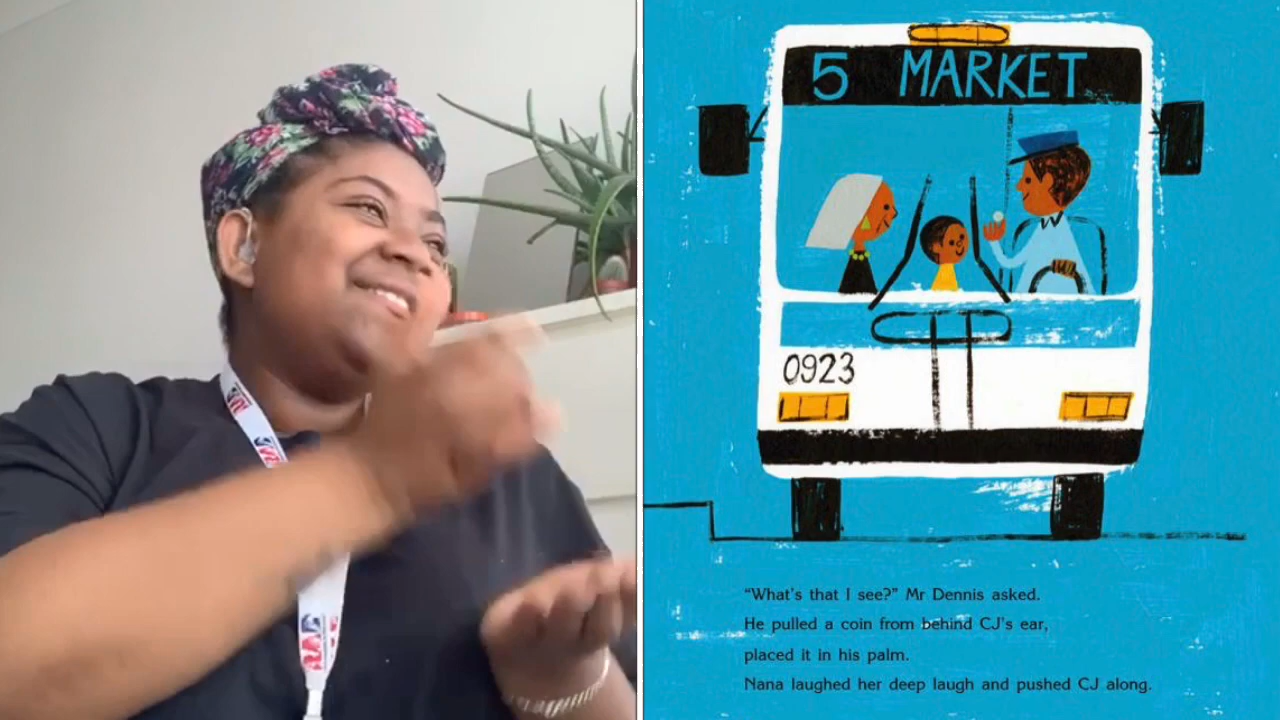 5 MARKET
0923
“What's that I see?” Mr Dennis asked.
He pulled a coin from behind CJ's ear,
placed it in his palm.
Nana laughed her deep laugh and pushed CJ along.